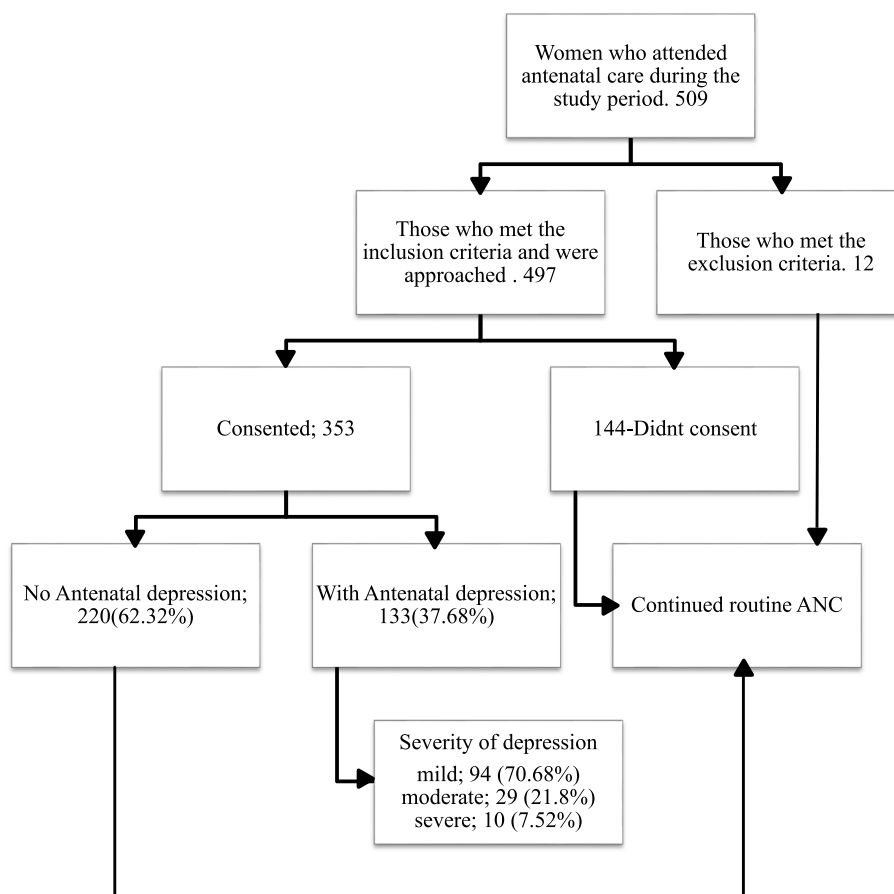 Women who attended
antenatal care during the
study period. 509
Those who met the
inclusion criteria and were
approached . 497
Those who met the
exclusion criteria. 12
Consented; 353
144-Didnt consent
No Antenatal depression;
220(62.32%)
With Antenatal depression;
133(37.68%)
Continued routine ANC
Severity of depression
mild; 94 (70.68%)
moderate; 29 (21.8%)
severe; 10 (7.52%)